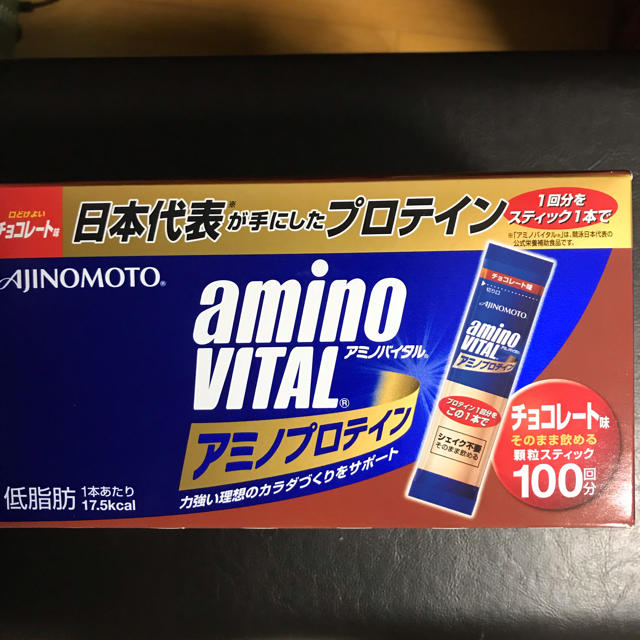 口どけよい
チョコレート味
日本代表※が手にしたプロテイン
1回分を
スティック1本で
※「アミノバイタル®」は、競泳日本代表の
公式栄養補助食品です。
AJINOMOTO®
amino
VITAL®
アミノバイタル®
アミノプロテイン
力強い理想のカラダづくりをサポート
低脂肪
1本あたり
17.5kcal
チョコレート味
切り口
AJINOMOTO®
amino
VITAL
アミノプロテイン
プロテイン1回分を
この1本で
シェイク不要
そのまま飲める
チョコレート味
そのまま飲める
顆粒スティック
100回分